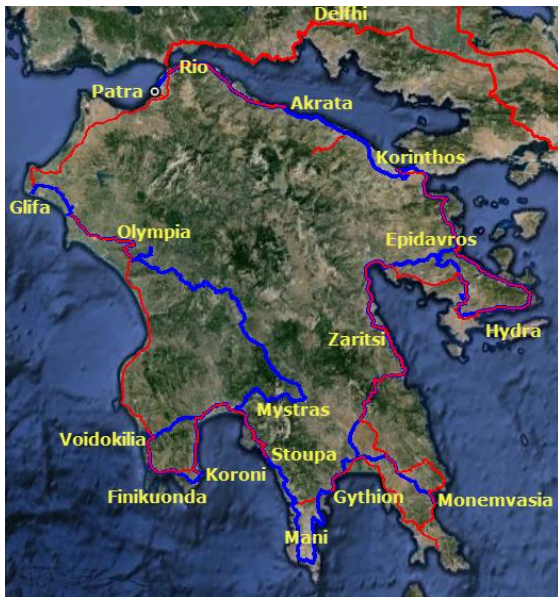 Delfhi
Rio
Patra
Akrata
Korinthos
Glifa
Olympia
Epidavros
Zaritsi
Hydra
Mystras
Voidokilia
Stoupa
Koroni
Finikuonda
Gythion
Monemvasia
Mani